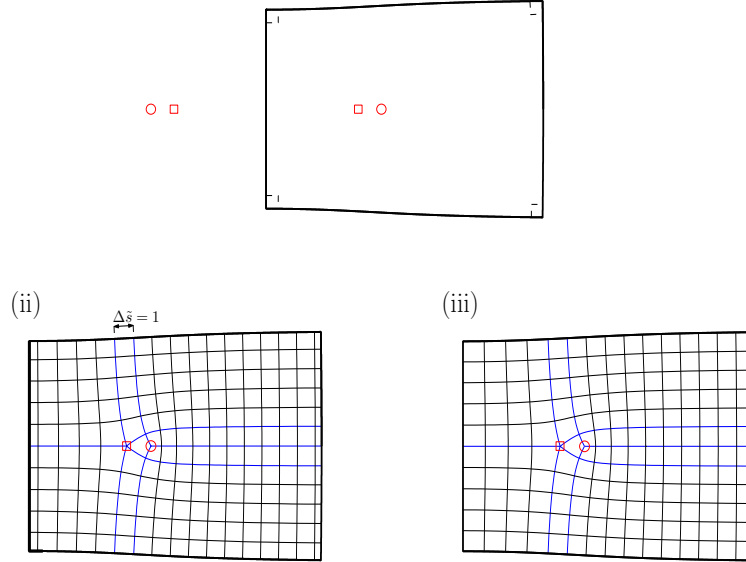 (ii)
(iii)
Δs̃ = 1